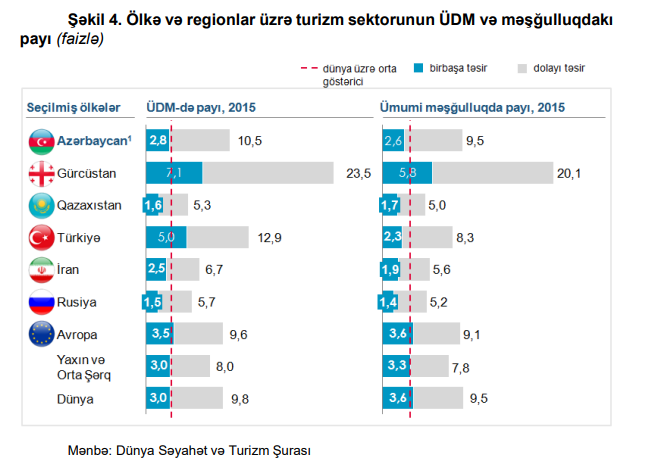 Şəkil 4. Ölkə və regionlar üzrə turizm sektorunun ÜDM və məşğulluqdakı
payı (faizlə)
dünya üzrə orta
göstərici
birbaşa təsir
dolayı təsir
Seçilmiş ölkələr ÜDM-də payı, 2015 Ümumi məşğulluqda payı, 2015
Azərbaycan¹ 2,8 10,5 2,6 9,5
Gürcüstan 7,1 23,5 5,8 20,1
Qazaxıstan 1,6 5,3 1,7 5,0
Türkiyə 5,0 12,9 2,3 8,3
İran 2,5 6,7 1,9 5,6
Rusiya 1,5 5,7 1,4 5,2
Avropa 3,5 9,6 3,6 9,1
Yaxın və
Orta Şərq 3,0 8,0 3,3 7,8
Dünya 3,0 9,8 3,6 9,5
Mənbə: Dünya Səyahət və Turizm Şurası